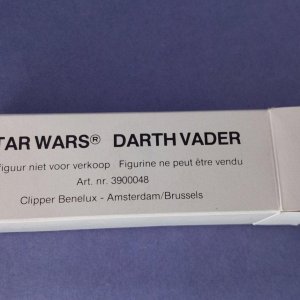 TAR WARS® DARTH VADER
figuur niet voor verkoop Figurine ne peut être vendu
Art. nr. 3900048
Clipper Benelux - Amsterdam/Brussels